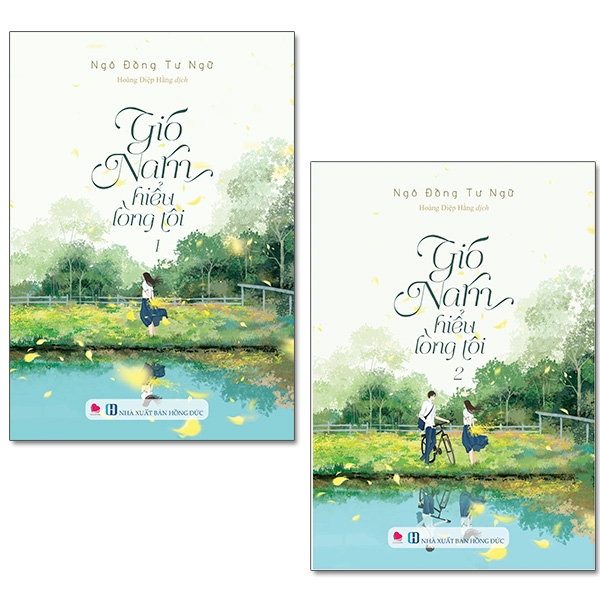 Ngô Đồng Tư Ngữ
Hoàng Diệp Hằng dịch
Gió
Nam
hiểu
lòng tôi
1
NHÀ XUẤT BẢN HỒNG ĐỨC
Ngô Đồng Tư Ngữ
Hoàng Diệp Hằng dịch
Gió
Nam
hiểu
lòng tôi
2
NHÀ XUẤT BẢN HỒNG ĐỨC